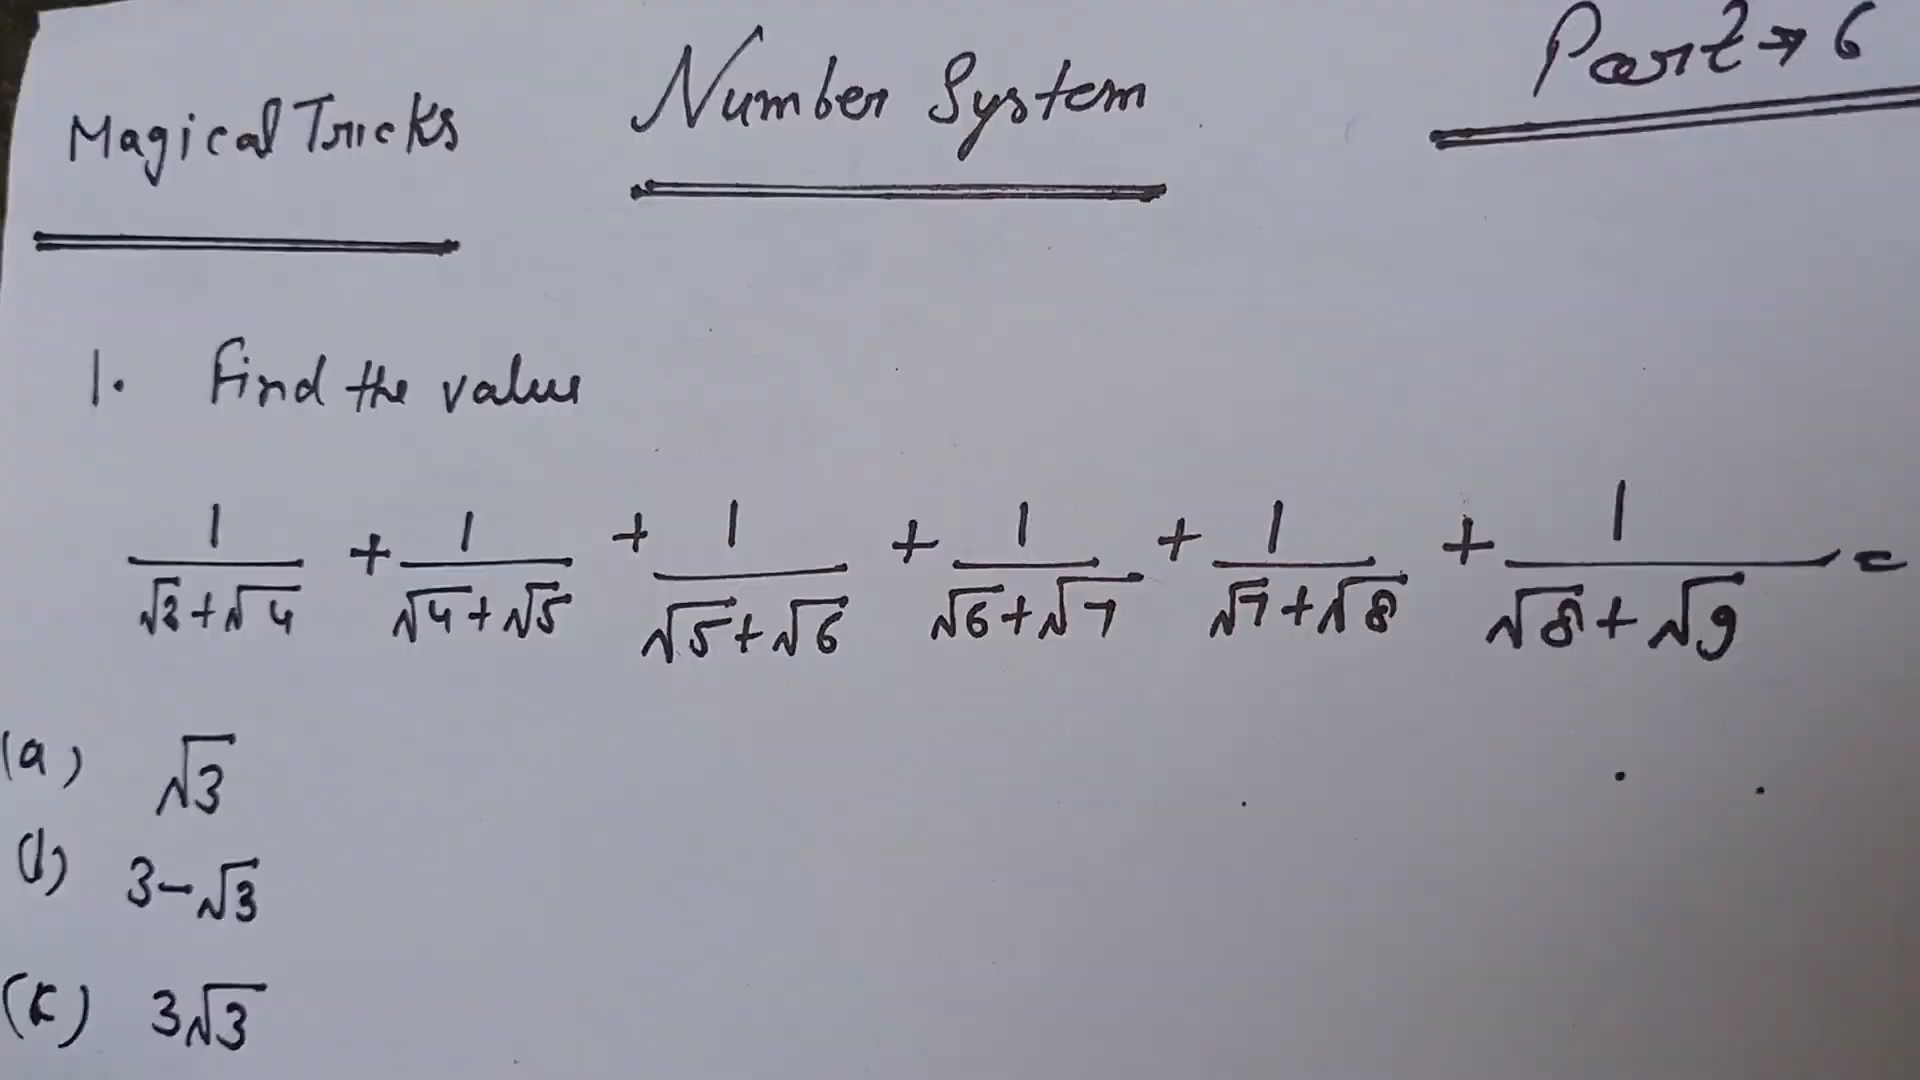 Magical Tricks Number System Part → 6
1. Find the value
1/(√3+√4) + 1/(√4+√5) + 1/(√5+√6) + 1/(√6+√7) + 1/(√7+√8) + 1/(√8+√9) =
(a) √3
(b) 3-√3
(c) 3√3